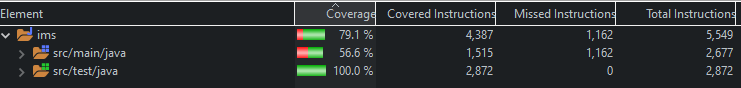 Element Coverage Covered Instructions Missed Instructions Total Instructions
ims 79.1 % 4,387 1,162 5,549
src/main/java 56.6 % 1,515 1,162 2,677
src/test/java 100.0 % 2,872 0 2,872